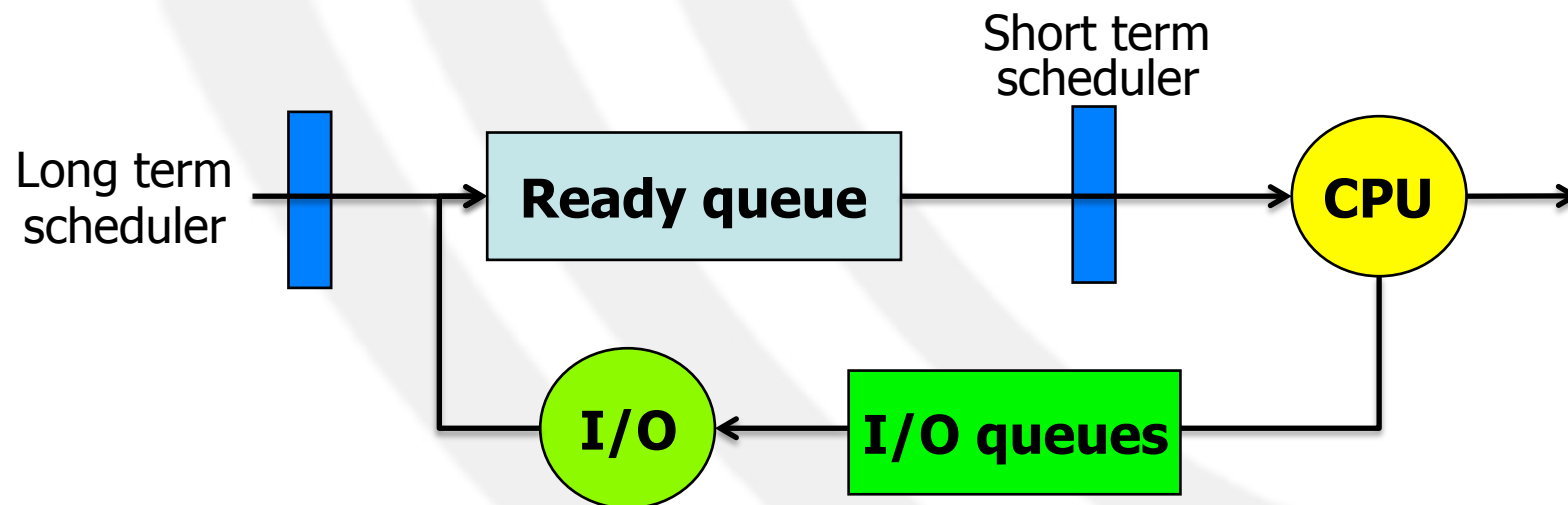 Short term
scheduler
Long term
scheduler
Ready queue
CPU
I/O
I/O queues